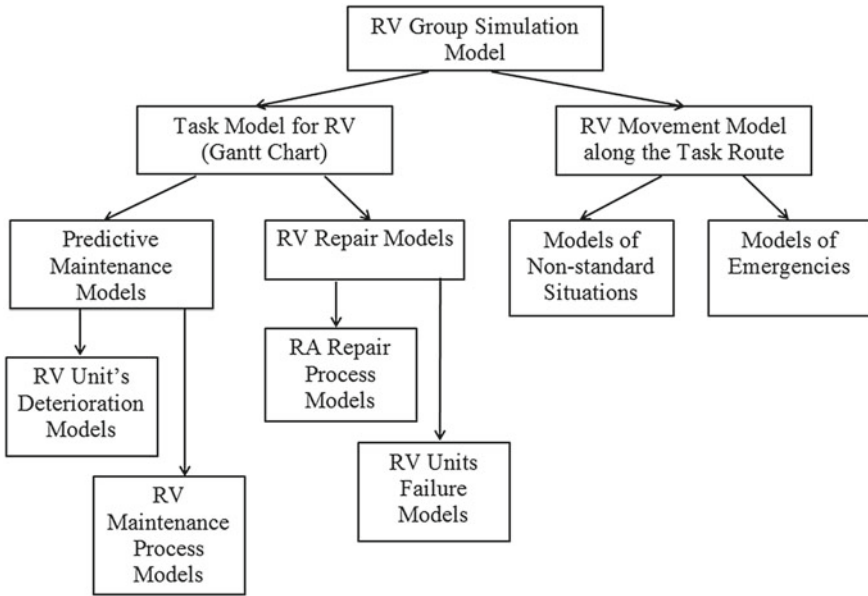 RV Group Simulation
Model
Task Model for RV
(Gantt Chart)
RV Movement Model
along the Task Route
Predictive
Maintenance
Models
RV Repair Models
Models of
Non-standard
Situations
Models of
Emergencies
RV Unit's
Deterioration
Models
RA Repair
Process
Models
RV
Maintenance
Process
Models
RV Units
Failure
Models